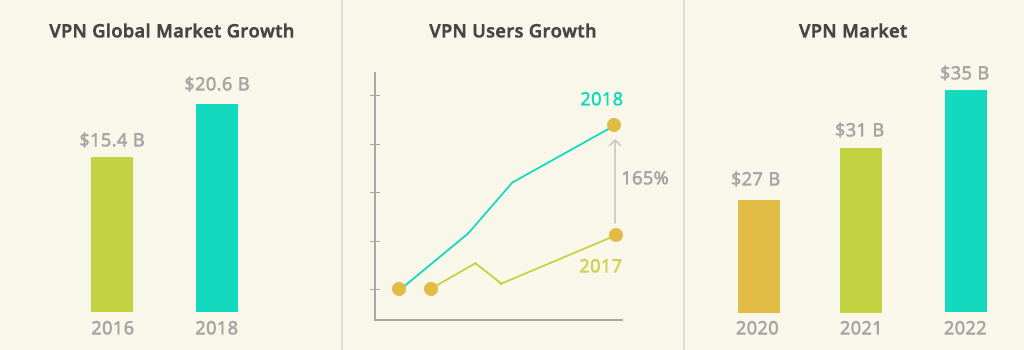 VPN Global Market Growth
$20.6 B
$15.4 B
2016 2018
VPN Users Growth
2018
165%
2017
VPN Market
$35 B
$31 B
$27 B
2020 2021 2022